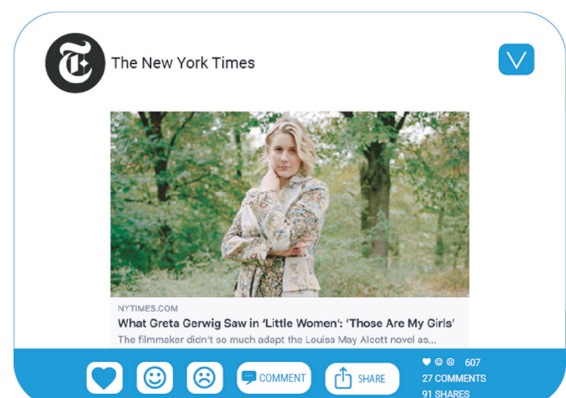 The New York Times
NYTIMES.COM
What Greta Gerwig Saw in 'Little Women': 'Those Are My Girls'
The filmmaker didn't so much adapt the Louisa May Alcott novel as...
COMMENT
SHARE
607
27 COMMENTS
91 SHARES